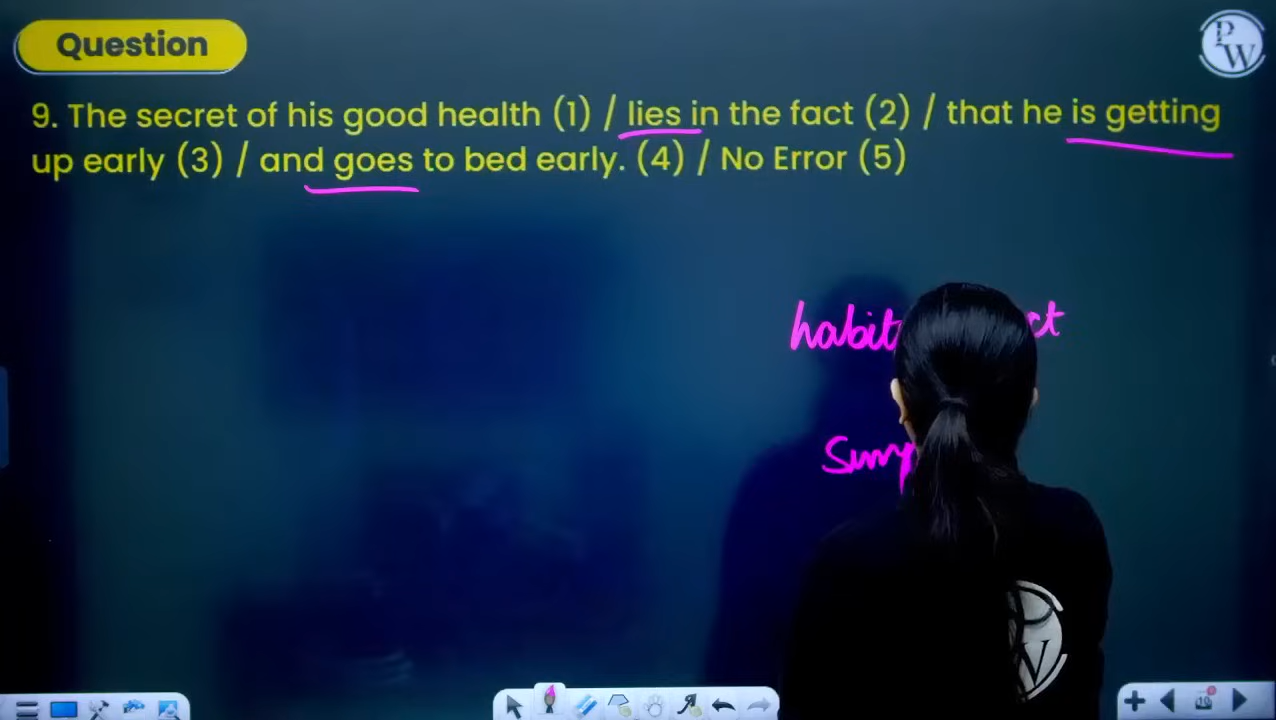 Question
PW
9. The secret of his good health (1) / lies in the fact (2) / that he is getting
up early (3) / and goes to bed early. (4) / No Error (5)
PW